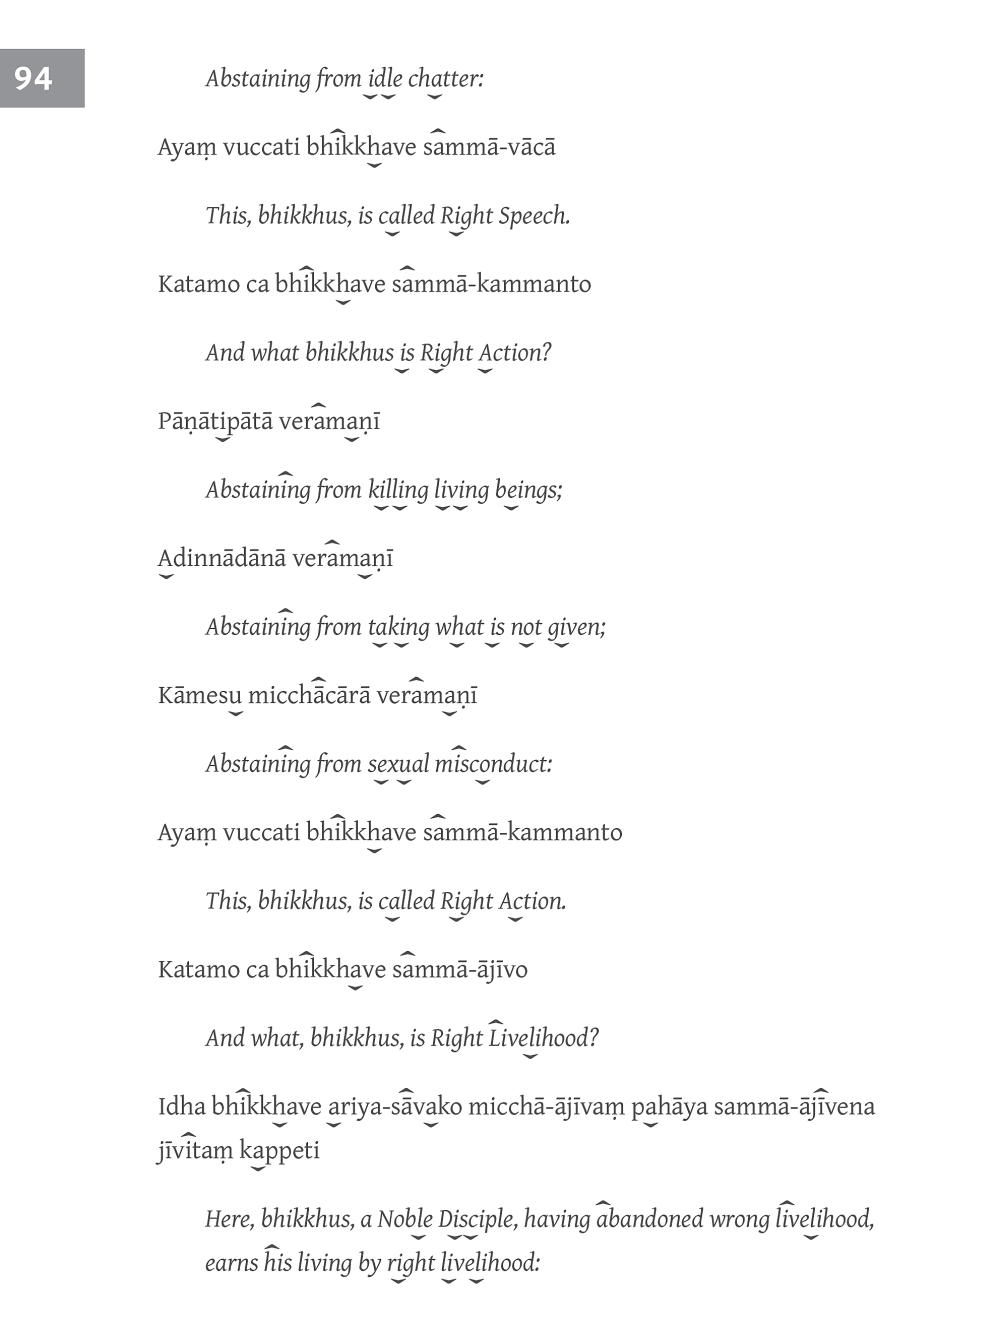 94
Abstaining from idle chatter:
Ayaṃ vuccati bhikkhave sammā-vācā
This, bhikkhus, is called Right Speech.
Katamo ca bhikkhave sammā-kammanto
And what bhikkhus is Right Action?
Pāṇātipātā veramaṇī
Abstaining from killing living beings;
Adinnādānā veramaṇī
Abstaining from taking what is not given;
Kāmesu micchācārā veramaṇī
Abstaining from sexual misconduct:
Ayaṃ vuccati bhikkhave sammā-kammanto
This, bhikkhus, is called Right Action.
Katamo ca bhikkhave sammā-ājīvo
And what, bhikkhus, is Right Livelihood?
Idha bhikkhave ariya-sāvako micchā-ājīvaṃ pahāya sammā-ājīvena
jīvitaṃ kappeti
Here, bhikkhus, a Noble Disciple, having abandoned wrong livelihood,
earns his living by right livelihood: